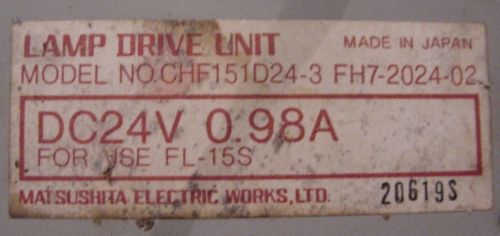 LAMP DRIVE UNIT MADE IN JAPAN
MODEL NO.CHF151D24-3 FH7-2024-02
DC24V 0.98A
FOR USE FL-15S
MATSUSHITA ELECTRIC WORKS,LTD. 20619S